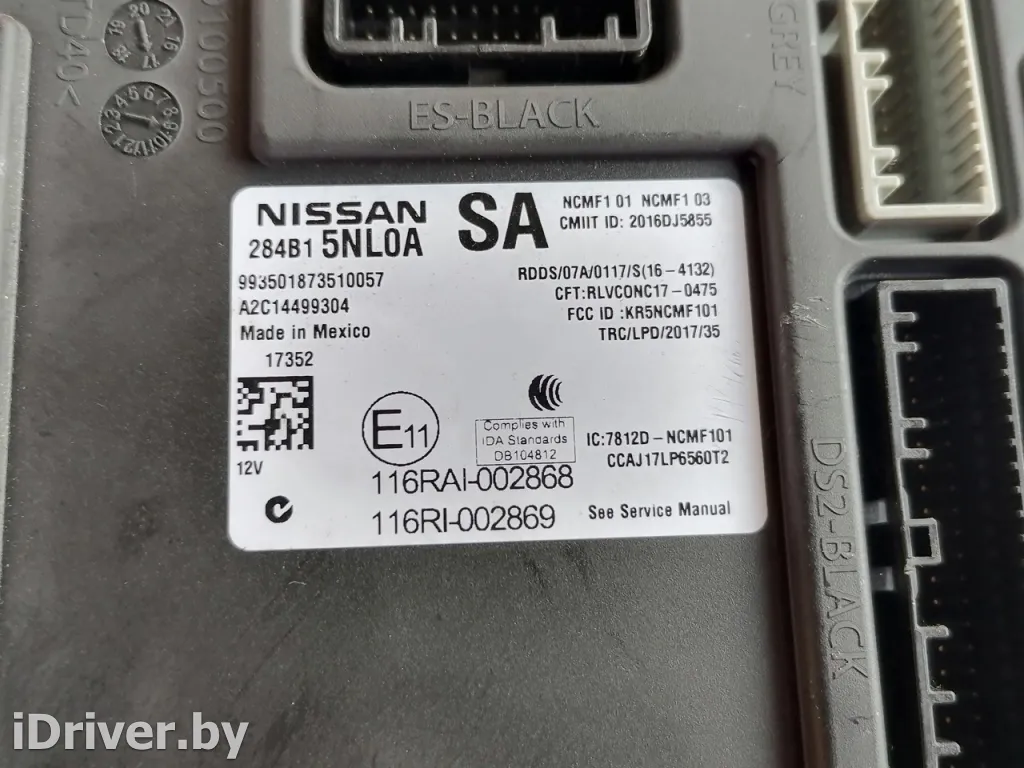 ES-BLACK
GREY
NISSAN SA
284B1 5NL0A
NCMF1 01 NCMF1 03
CMIIT ID: 2016DJ5855
993501873510057
A2C14499304
Made in Mexico
17352
RDDS/07A/0117/S(16-4132)
CFT:RLVCONC17-0475
FCC ID :KR5NCMF101
TRC/LPD/2017/35
12V
E11
Complies with
IDA Standards
DB104812
IC:7812D-NCMF101
CCAJ17LP6560T2
116RAI-002868
116RI-002869
See Service Manual
DS2-BLACK
iDriver.by